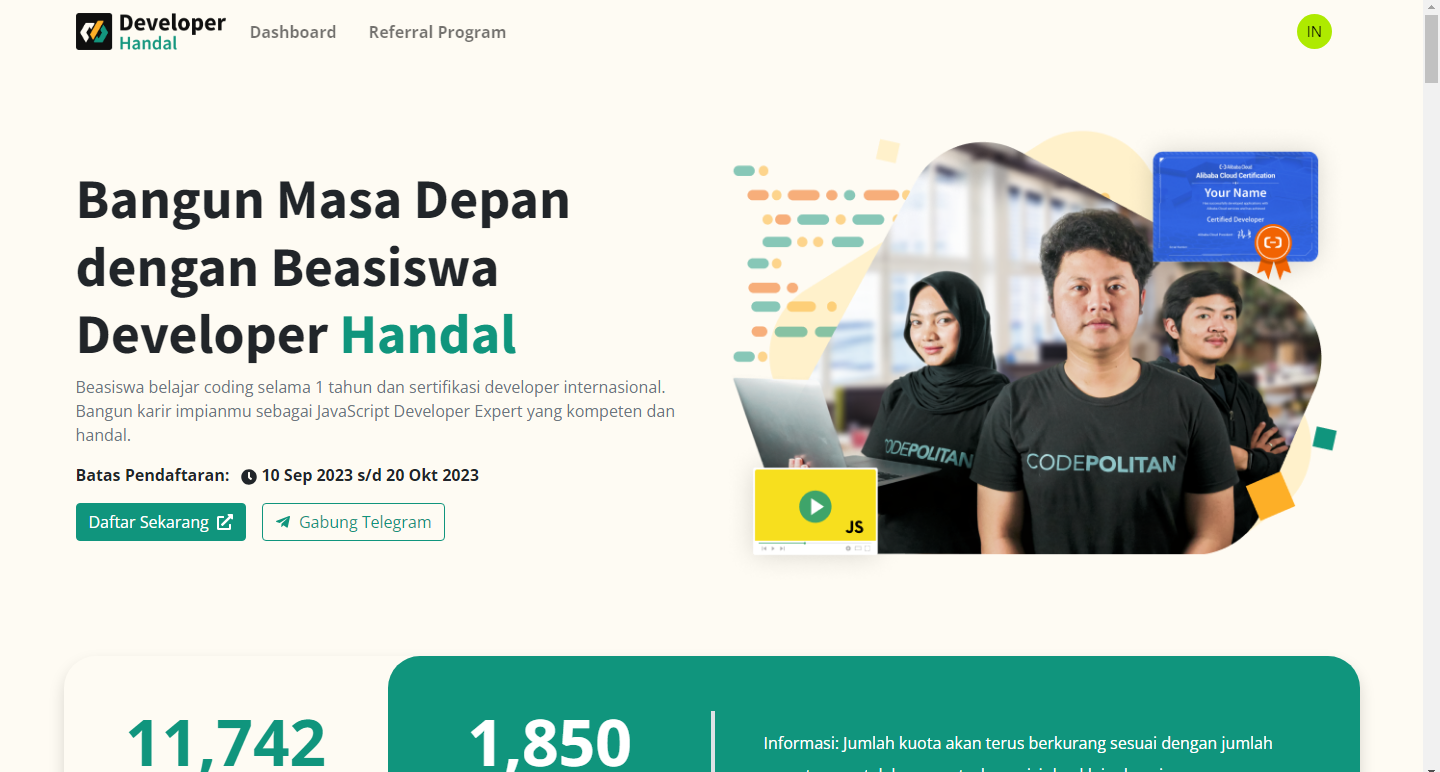 Developer
Handal
Dashboard
Referral Program
IN
Bangun Masa Depan
dengan Beasiswa
Developer Handal
Beasiswa belajar coding selama 1 tahun dan sertifikasi developer internasional.
Bangun karir impianmu sebagai JavaScript Developer Expert yang kompeten dan
handal.
Batas Pendaftaran: 10 Sep 2023 s/d 20 Okt 2023
Daftar Sekarang
Gabung Telegram
Alibaba Cloud
Alibaba Cloud Certification
Your Name
Certified Developer
CODEPOLITAN
CODEPOLITAN
JS
11,742
1,850
Informasi: Jumlah kuota akan terus berkurang sesuai dengan jumlah